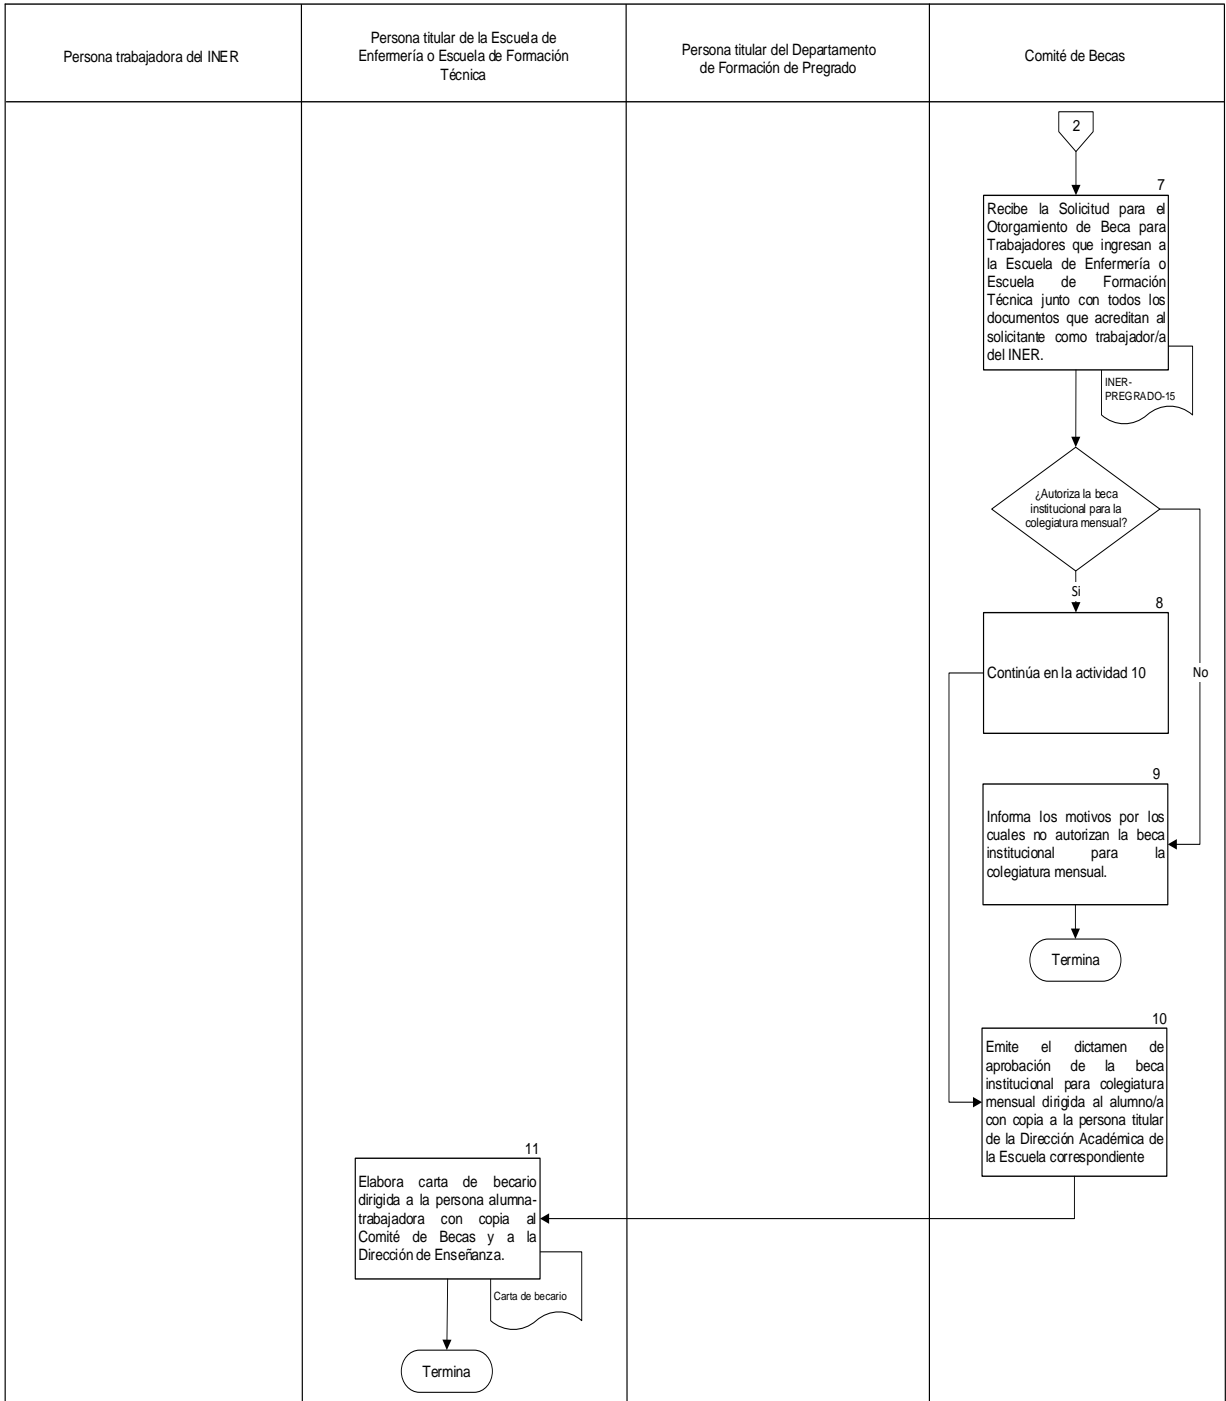 Persona trabajadora del INER
Persona titular de la Escuela de
Enfermería o Escuela de Formación
Técnica
Persona titular del Departamento
de Formación de Pregrado
Comité de Becas
2
7
Recibe la Solicitud para el
Otorgamiento de Beca para
Trabajadores que ingresan a
la Escuela de Enfermería o
Escuela de Formación
Técnica junto con todos los
documentos que acreditan al
solicitante como trabajador/a
del INER.
INER-
PREGRADO-15
¿Autoriza la beca
institucional para la
colegiatura mensual?
Si
8
Continúa en la actividad 10
No
9
Informa los motivos por los
cuales no autorizan la beca
institucional para la
colegiatura mensual.
Termina
10
Emite el dictamen de
aprobación de la beca
institucional para colegiatura
mensual dirigida al alumno/a
con copia a la persona titular
de la Dirección Académica de
la Escuela correspondiente
11
Elabora carta de becario
dirigida a la persona alumna-
trabajadora con copia al
Comité de Becas y a la
Dirección de Enseñanza.
Carta de becario
Termina